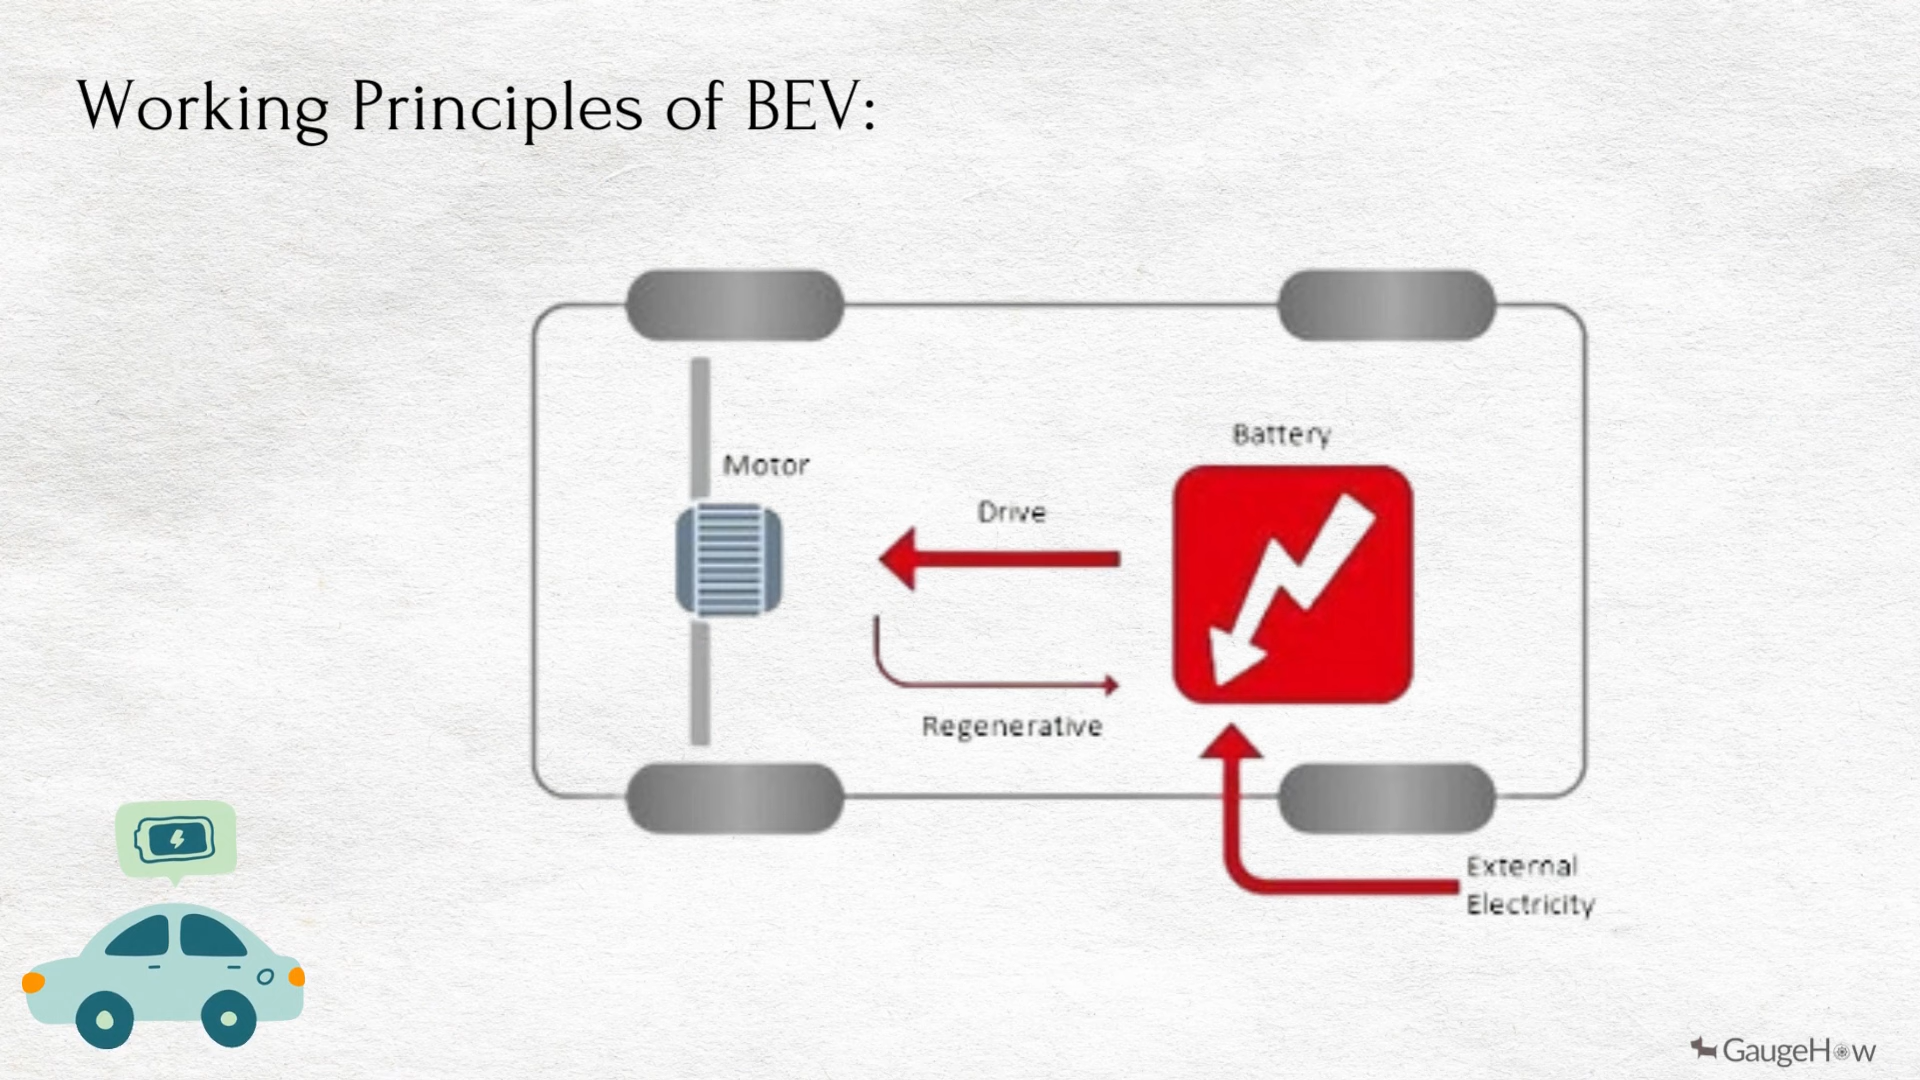 Working Principles of BEV:
Battery
Motor
Drive
Regenerative
External
Electricity
GaugeHow